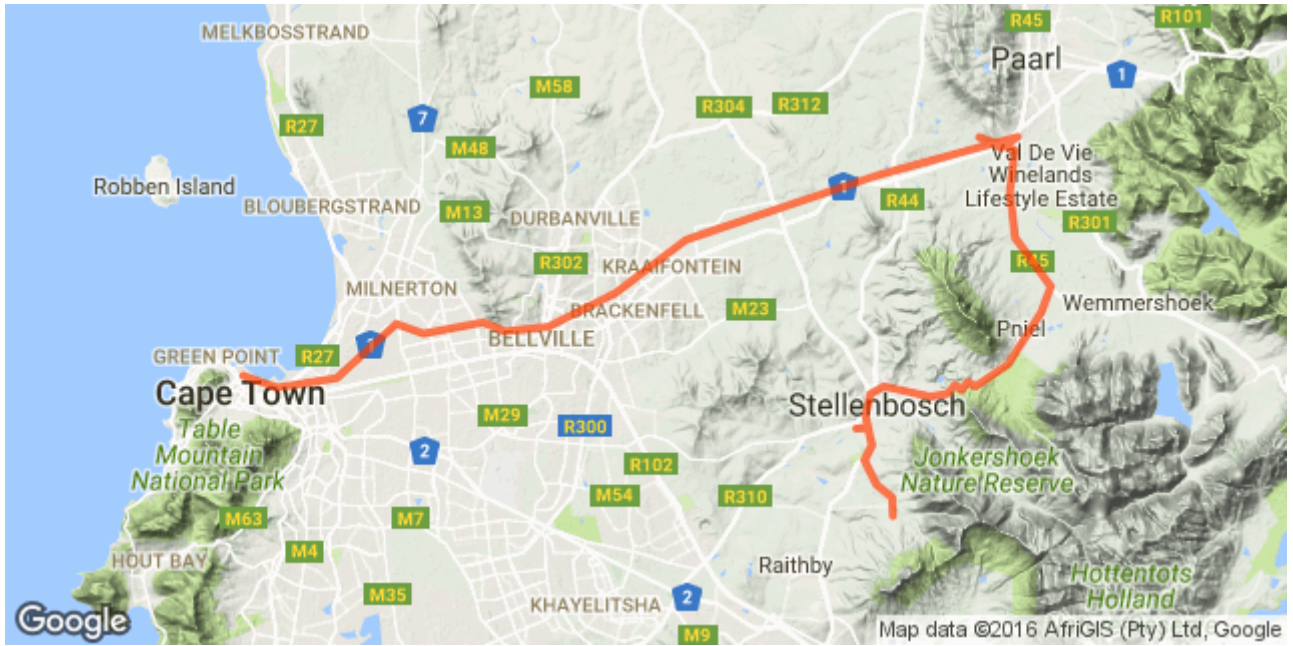 R45
R101
MELKBOSSTRAND
Paarl
1
M58
R304
R312
7
R27
M48
Val De Vie
Winelands
Lifestyle Estate
Robben Island
1
R44
BLOUBERGSTRAND
M13
DURBANVILLE
R301
R302
KRAAIFONTEIN
R45
MILNERTON
Wemmershoek
BRACKENFELL
M23
Pniel
1
BELLVILLE
GREEN POINT
R27
Cape Town
Stellenbosch
M29
R300
Table
Mountain
National Park
2
R102
Jonkershoek
Nature Reserve
M54
R310
M63
M7
M4
HOUT BAY
Raithby
Hottentots
Holland
M35
KHAYELITSHA
2
Google
M9
Map data ©2016 AfriGIS (Pty) Ltd, Google